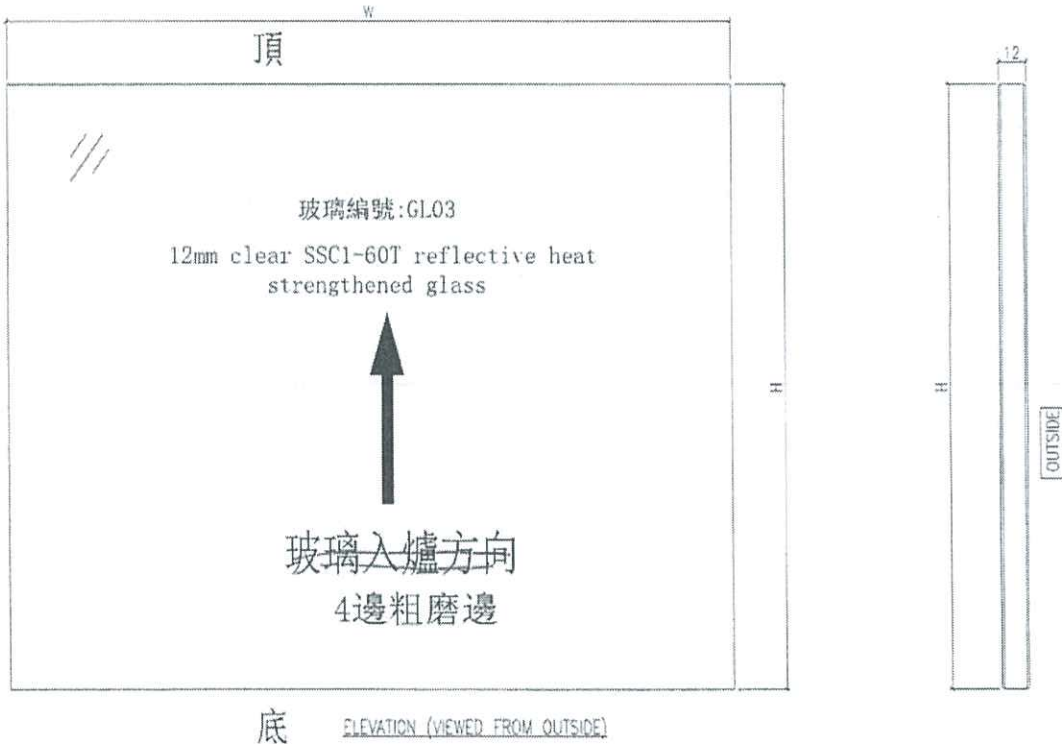 W
頂
12
玻璃編號:GL03
12mm clear SSC1-60T reflective heat
strengthened glass
H
H
OUTSIDE
玻璃入爐方向
4邊粗磨邊
底
ELEVATION (VIEWED FROM OUTSIDE)